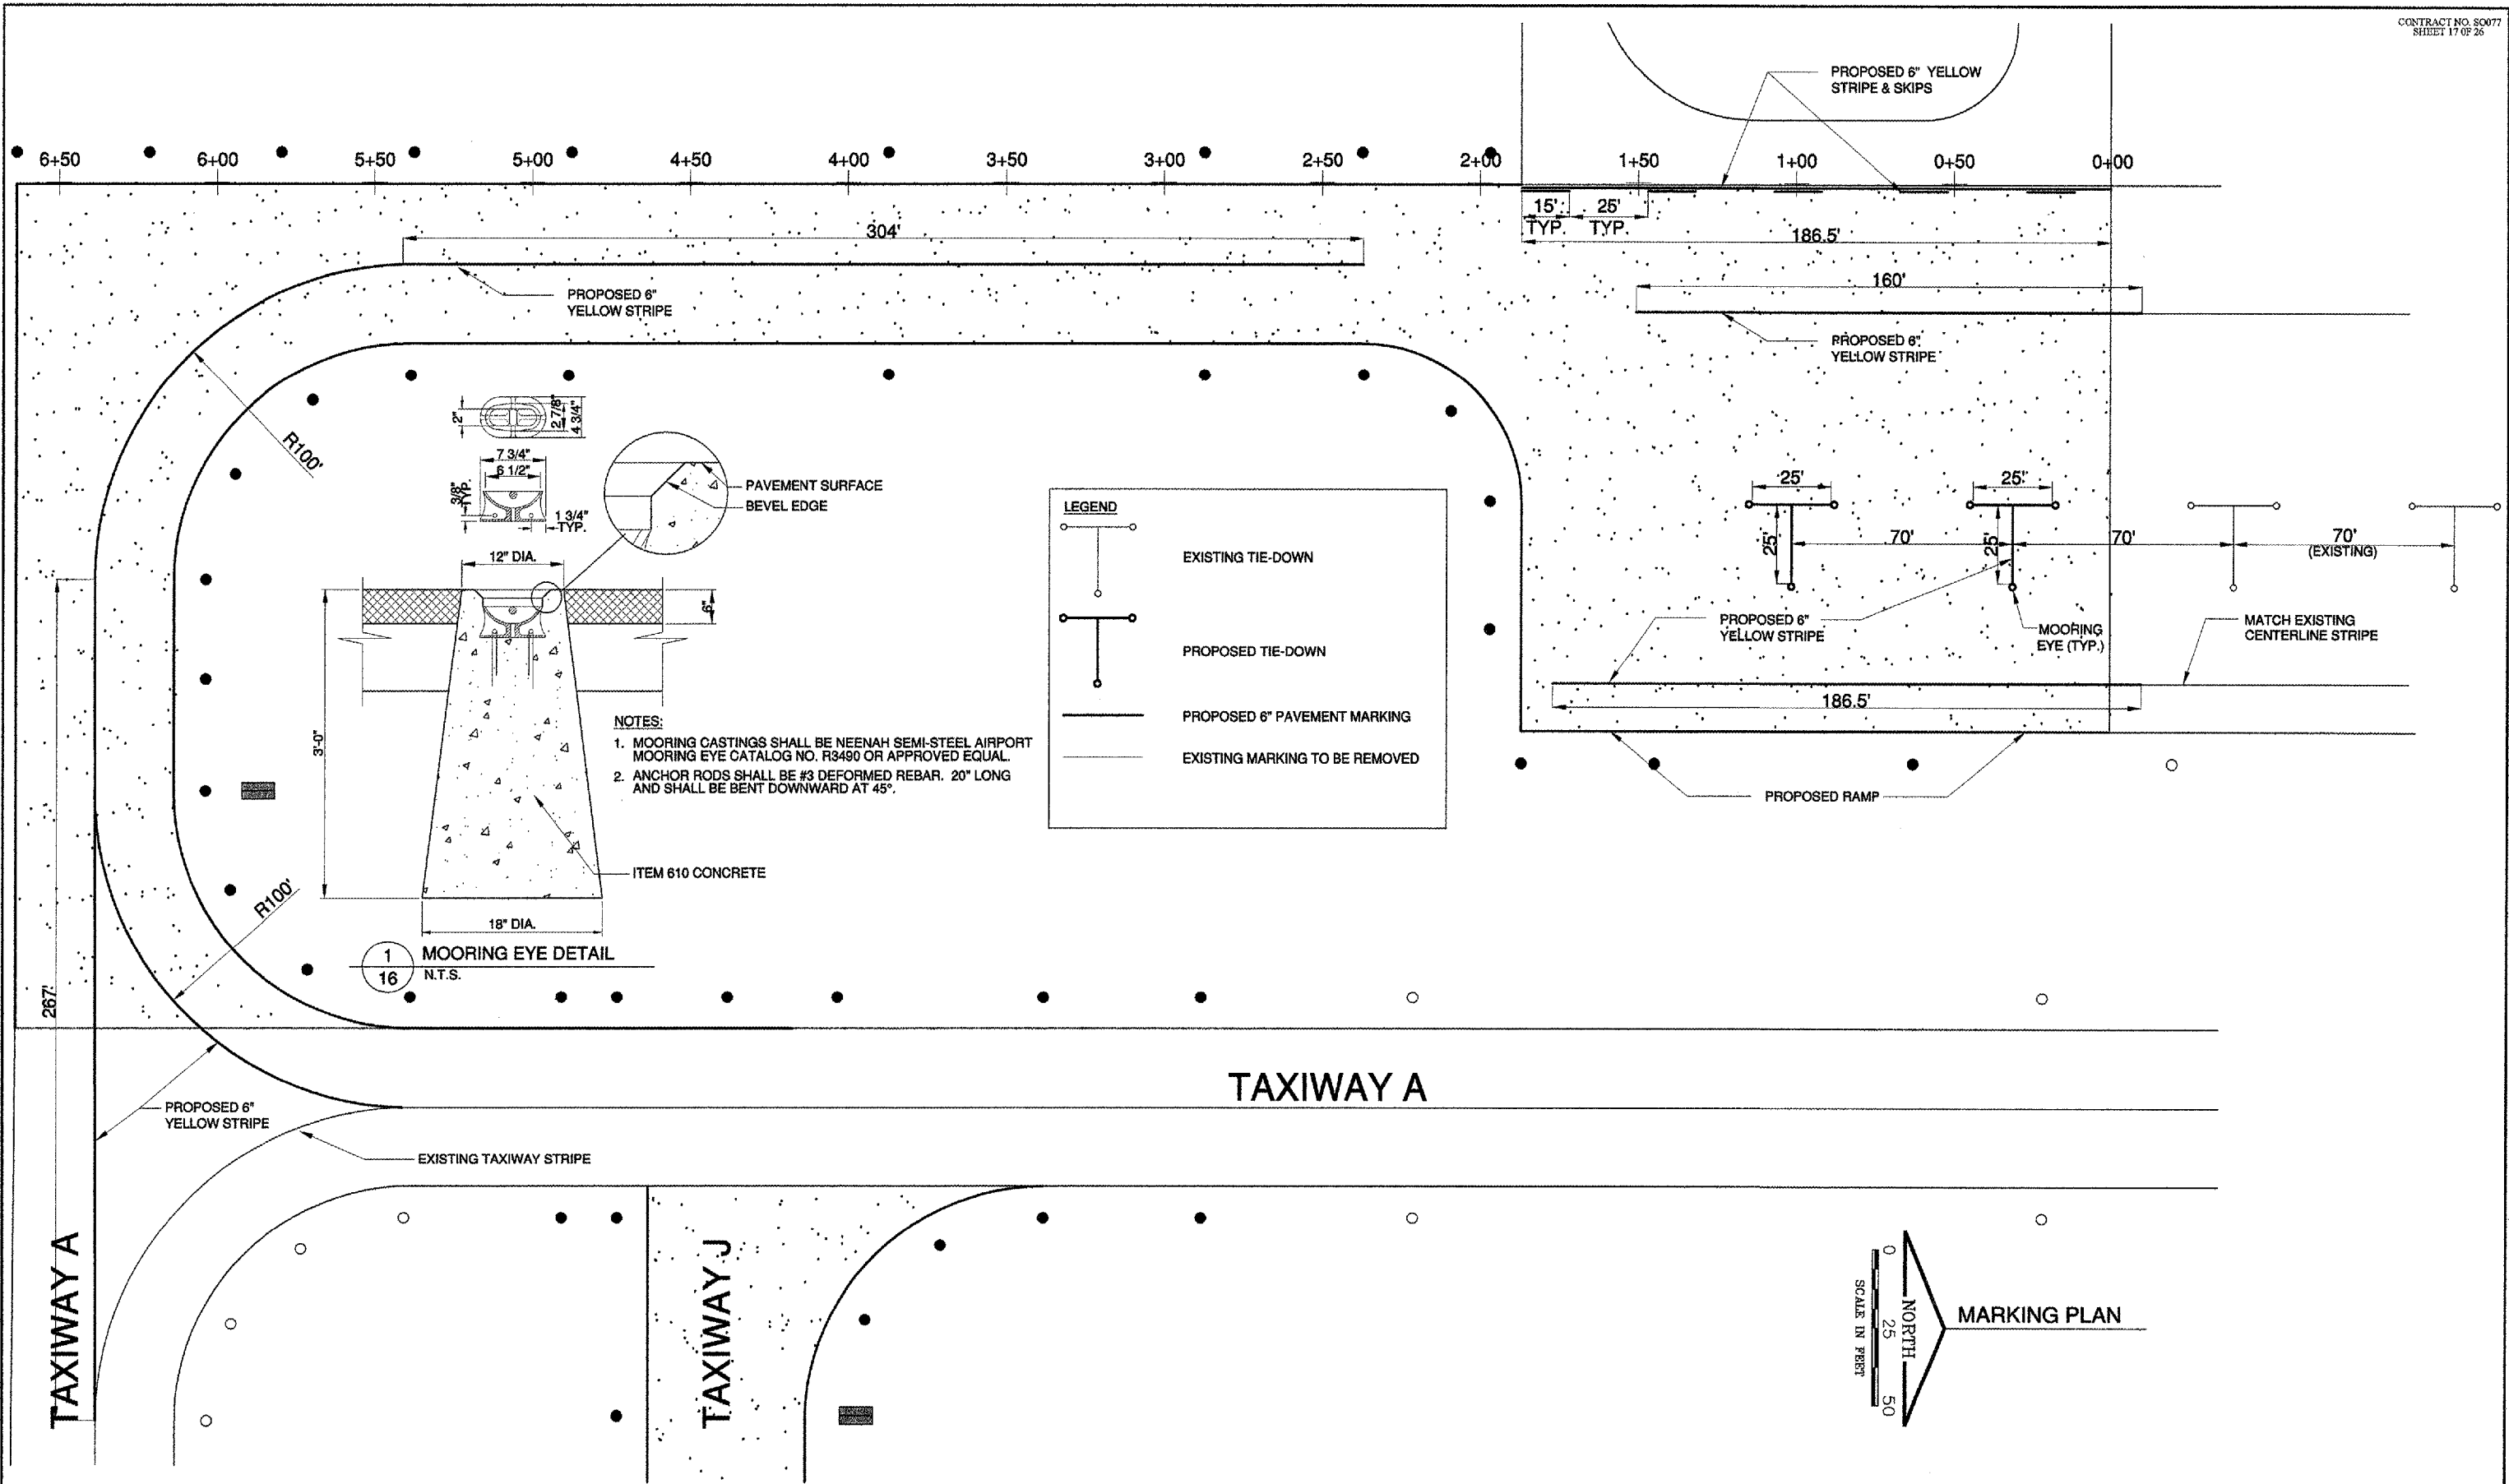 CONTRACT NO. SO077
SHEET 17 OF 26
PROPOSED 6" YELLOW
STRIPE & SKIPS
6+50
6+00
5+50
5+00
4+50
4+00
3+50
3+00
2+50
2+00
1+50
1+00
0+50
0+00
15'
TYP.
25'
TYP.
186.5'
304'
160'
PROPOSED 6"
YELLOW STRIPE
PROPOSED 6"
YELLOW STRIPE
R100'
2"
2 7/8"
4 3/4"
7 3/4"
6 1/2"
3/8"
TYP.
1 3/4"
TYP.
PAVEMENT SURFACE
BEVEL EDGE
12" DIA.
6"
3'-0"
NOTES:
1. MOORING CASTINGS SHALL BE NEENAH SEMI-STEEL AIRPORT
MOORING EYE CATALOG NO. R3490 OR APPROVED EQUAL.
2. ANCHOR RODS SHALL BE #3 DEFORMED REBAR. 20" LONG
AND SHALL BE BENT DOWNWARD AT 45°.
ITEM 610 CONCRETE
18" DIA.
1
16
MOORING EYE DETAIL
N.T.S.
LEGEND
EXISTING TIE-DOWN
PROPOSED TIE-DOWN
PROPOSED 6" PAVEMENT MARKING
EXISTING MARKING TO BE REMOVED
25'
25'
25'
70'
25'
70'
70'
(EXISTING)
PROPOSED 6"
YELLOW STRIPE
MOORING
EYE (TYP.)
MATCH EXISTING
CENTERLINE STRIPE
186.5'
PROPOSED RAMP
R100'
267'
TAXIWAY A
PROPOSED 6"
YELLOW STRIPE
EXISTING TAXIWAY STRIPE
TAXIWAY A
TAXIWAY J
0
25
50
SCALE IN FEET
NORTH
MARKING PLAN